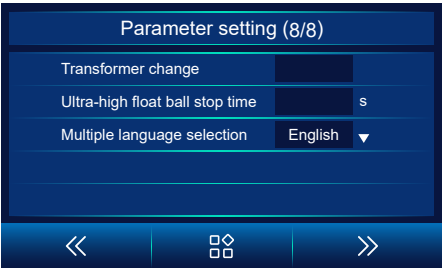 Parameter setting (8/8)
Transformer change
Ultra-high float ball stop time s
Multiple language selection English